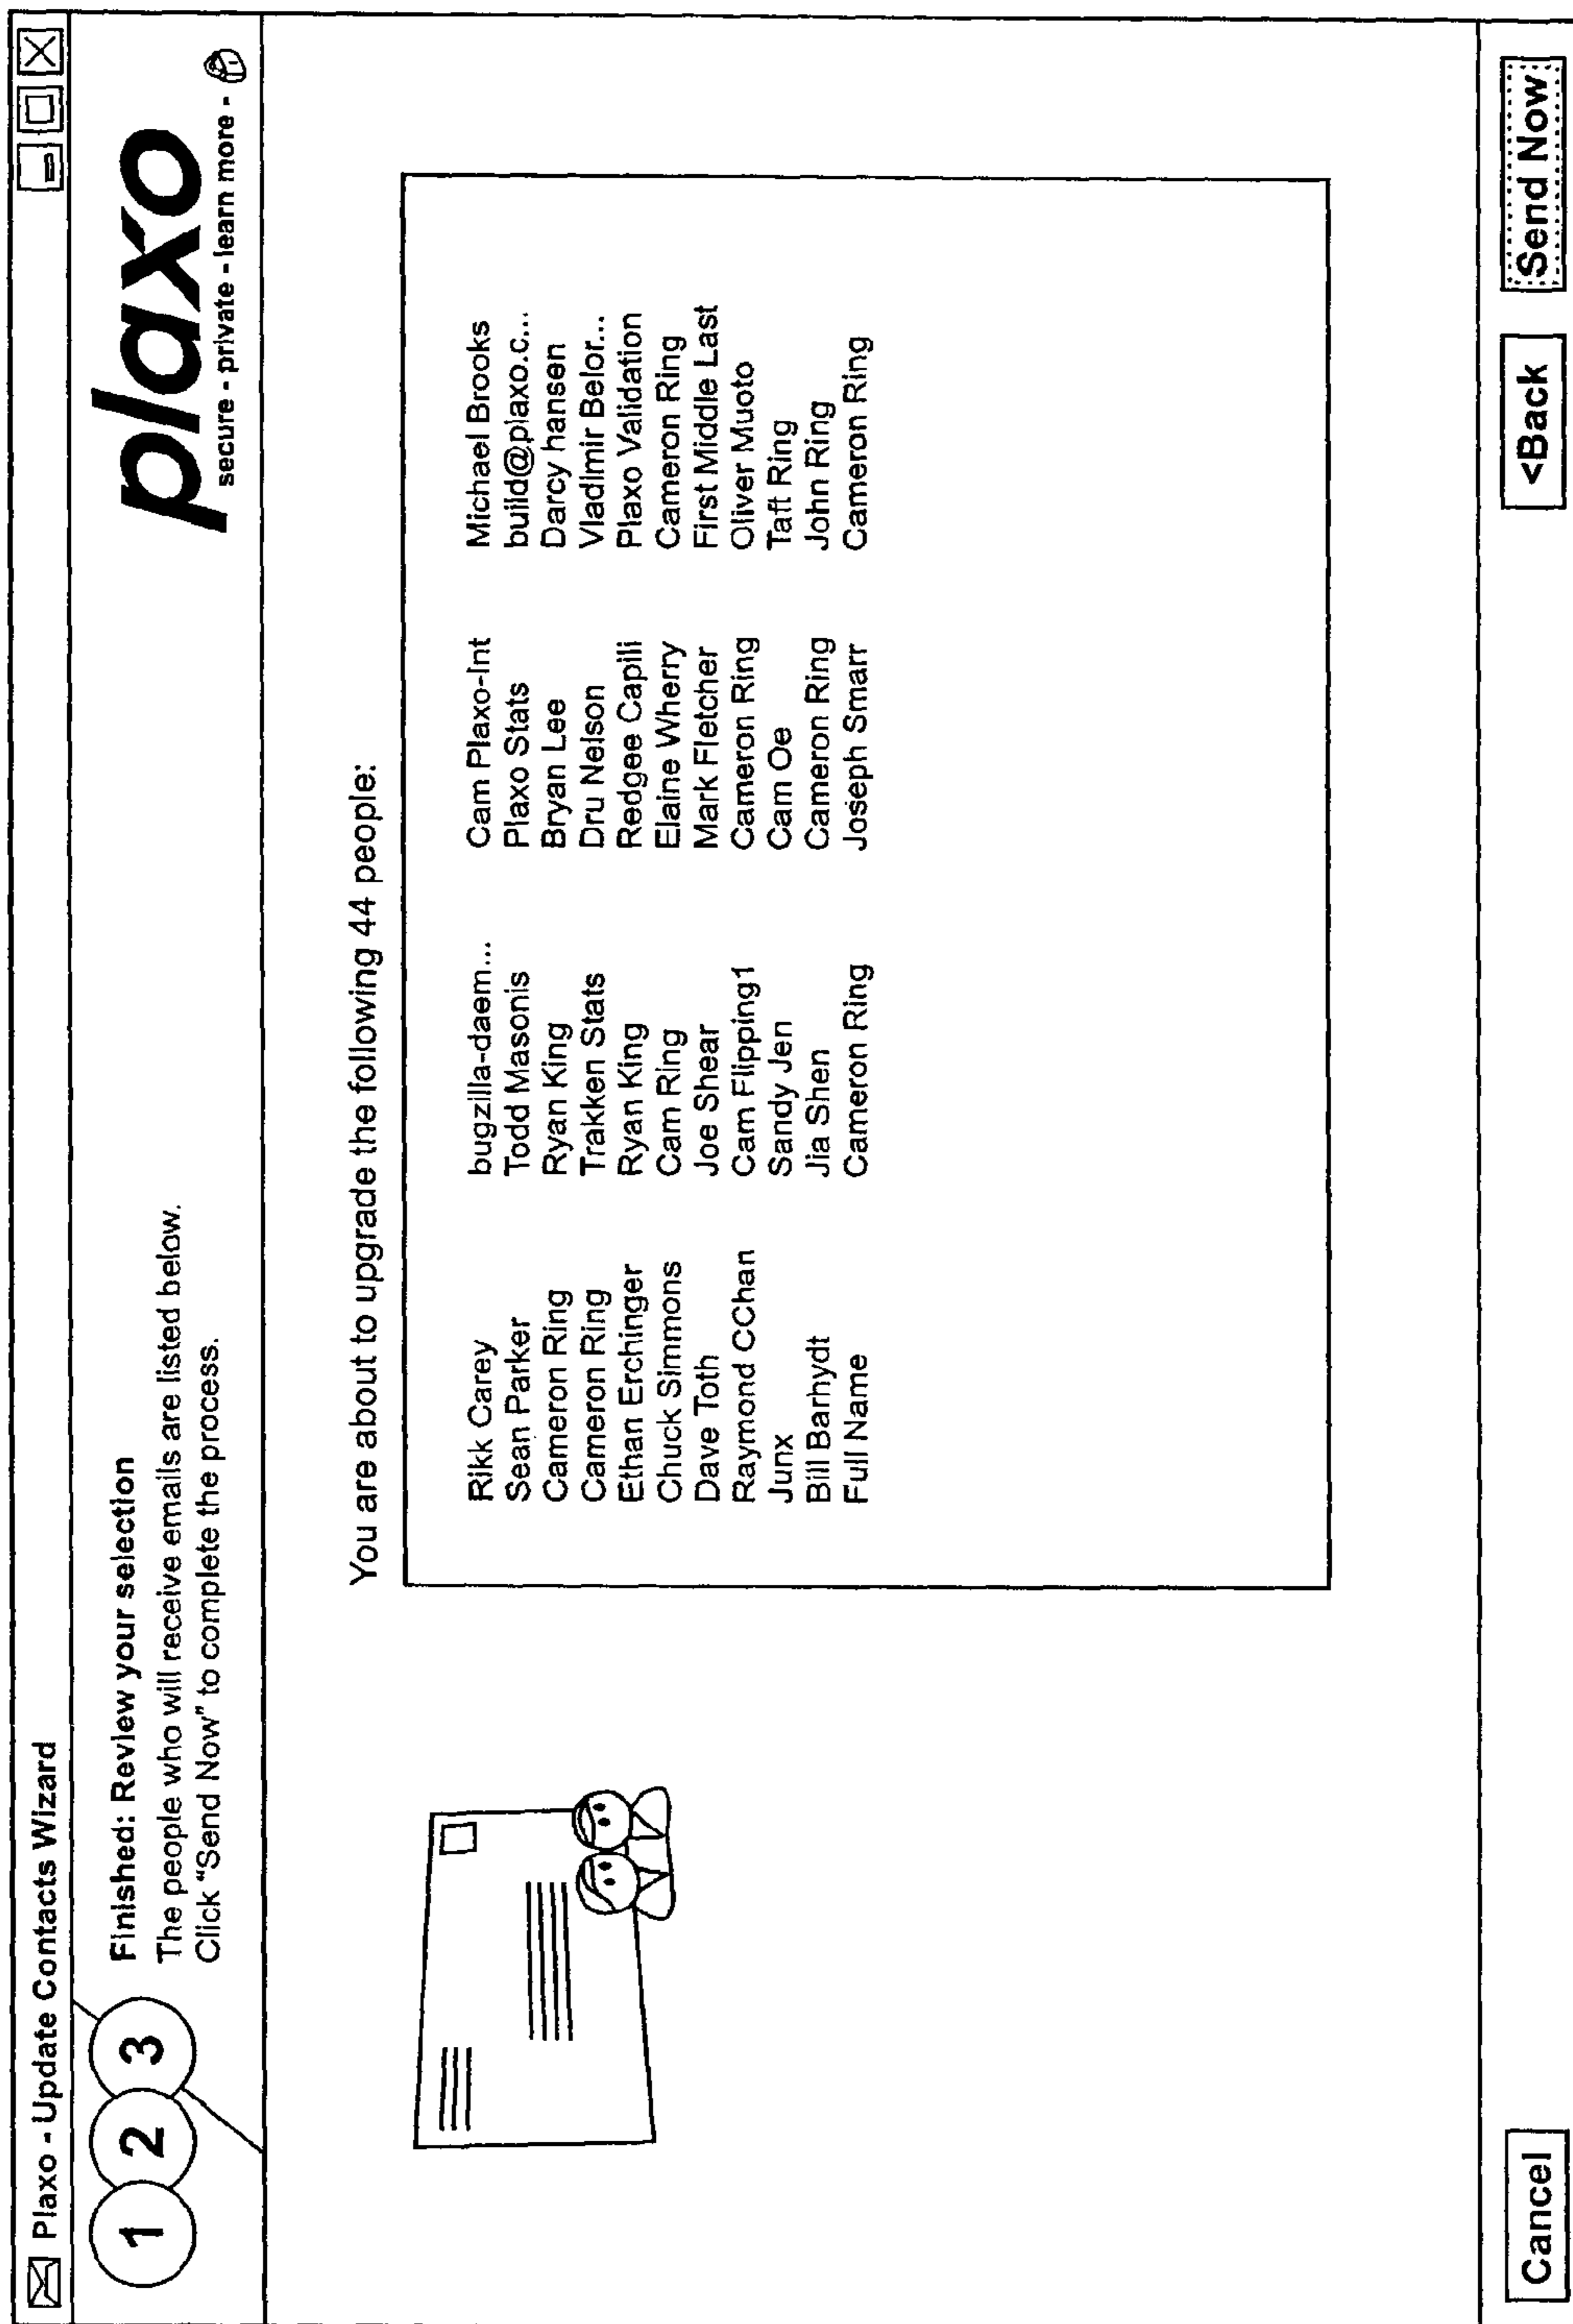 Plaxo - Update Contacts Wizard
1 2 3
Finished: Review your selection
The people who will receive emails are listed below.
Click “Send Now” to complete the process.
plaxo
secure - private - learn more -
You are about to upgrade the following 44 people:
Rikk Carey
Sean Parker
Cameron Ring
Cameron Ring
Ethan Erchinger
Chuck Simmons
Dave Toth
Raymond CChan
Junx
Bill Barhydt
Full Name
bugzilla-daem...
Todd Masonis
Ryan King
Trakken Stats
Ryan King
Cam Ring
Joe Shear
Cam Flipping1
Sandy Jen
Jia Shen
Cameron Ring
Cam Plaxo-Int
Plaxo Stats
Bryan Lee
Dru Nelson
Redgee Capili
Elaine Wherry
Mark Fletcher
Cameron Ring
Cam Oe
Cameron Ring
Joseph Smarr
Michael Brooks
build@plaxo.c...
Darcy hansen
Vladimir Belor...
Plaxo Validation
Cameron Ring
First Middle Last
Oliver Muoto
Taft Ring
John Ring
Cameron Ring
Cancel
<Back
Send Now